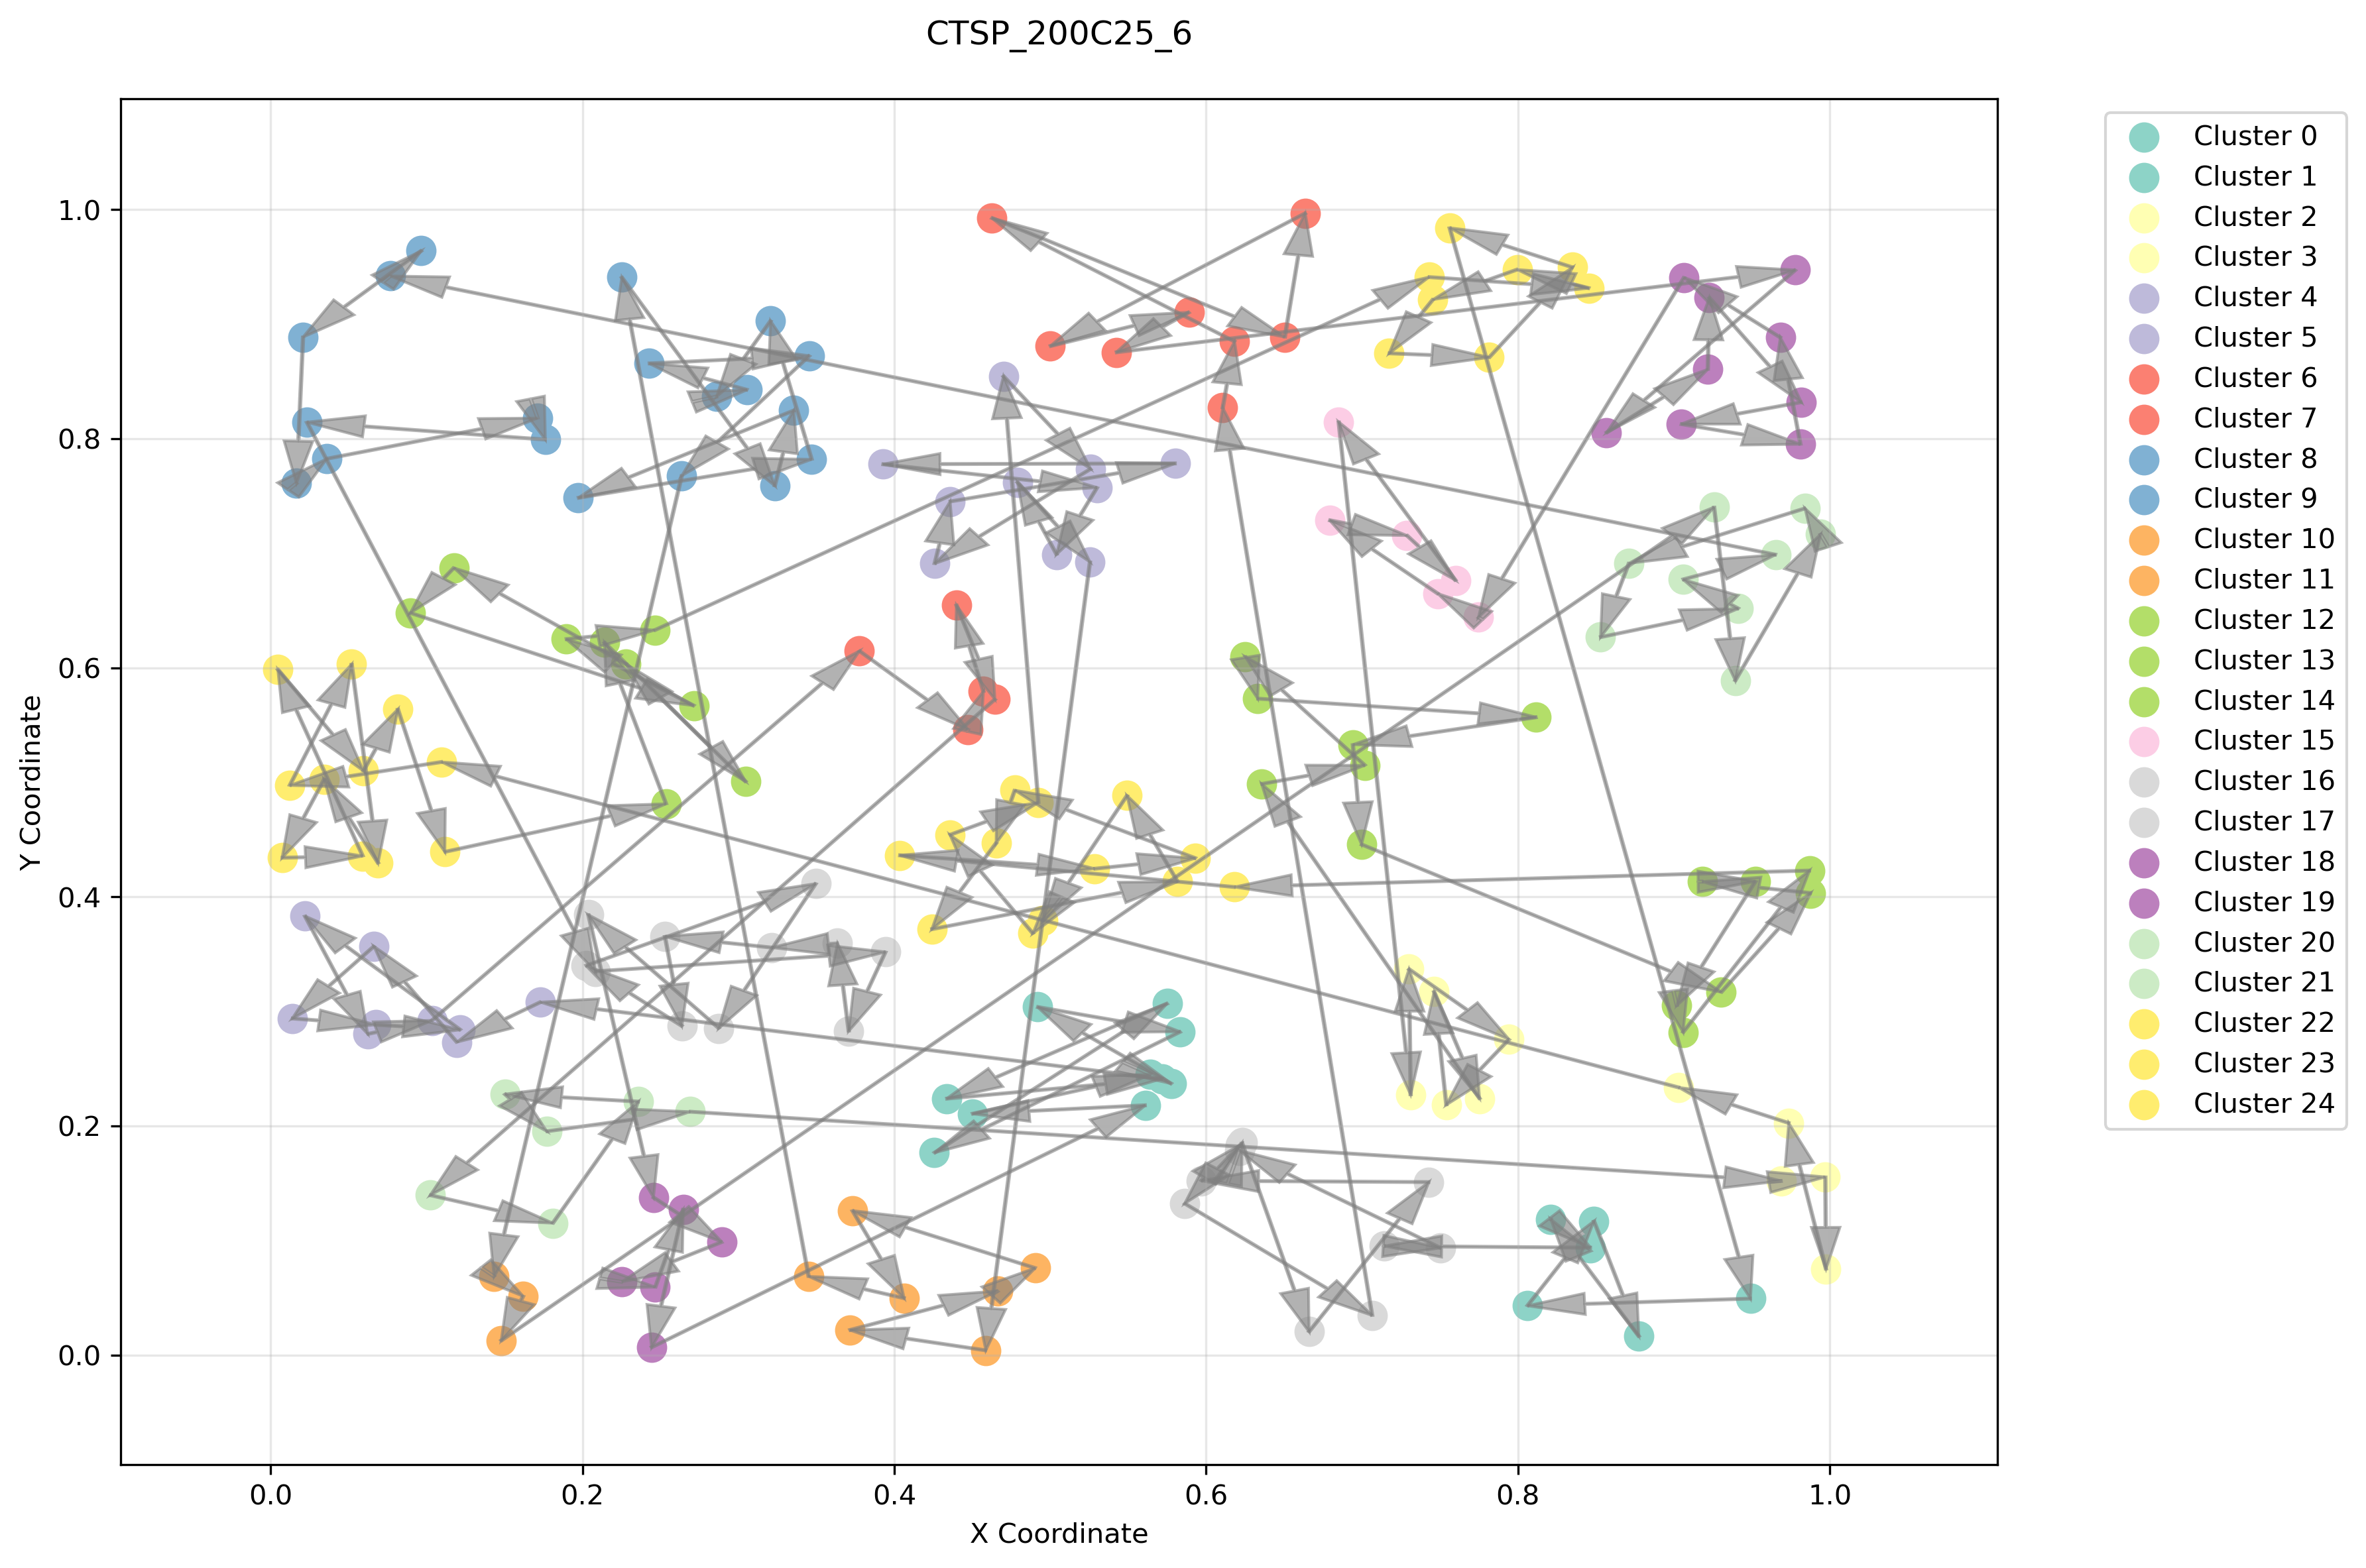 CTSP_200C25_6
1.0
0.8
0.6
0.4
0.2
0.0
Y Coordinate
0.0 0.2 0.4 0.6 0.8 1.0
X Coordinate
Cluster 0
Cluster 1
Cluster 2
Cluster 3
Cluster 4
Cluster 5
Cluster 6
Cluster 7
Cluster 8
Cluster 9
Cluster 10
Cluster 11
Cluster 12
Cluster 13
Cluster 14
Cluster 15
Cluster 16
Cluster 17
Cluster 18
Cluster 19
Cluster 20
Cluster 21
Cluster 22
Cluster 23
Cluster 24